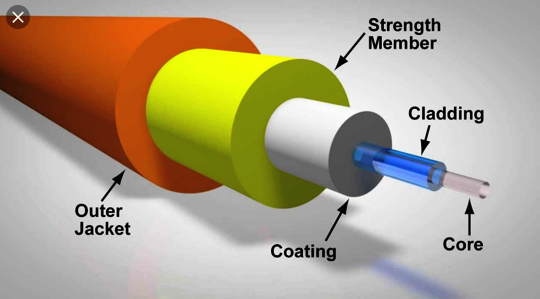 Strength
Member
Cladding
Outer
Jacket
Coating
Core